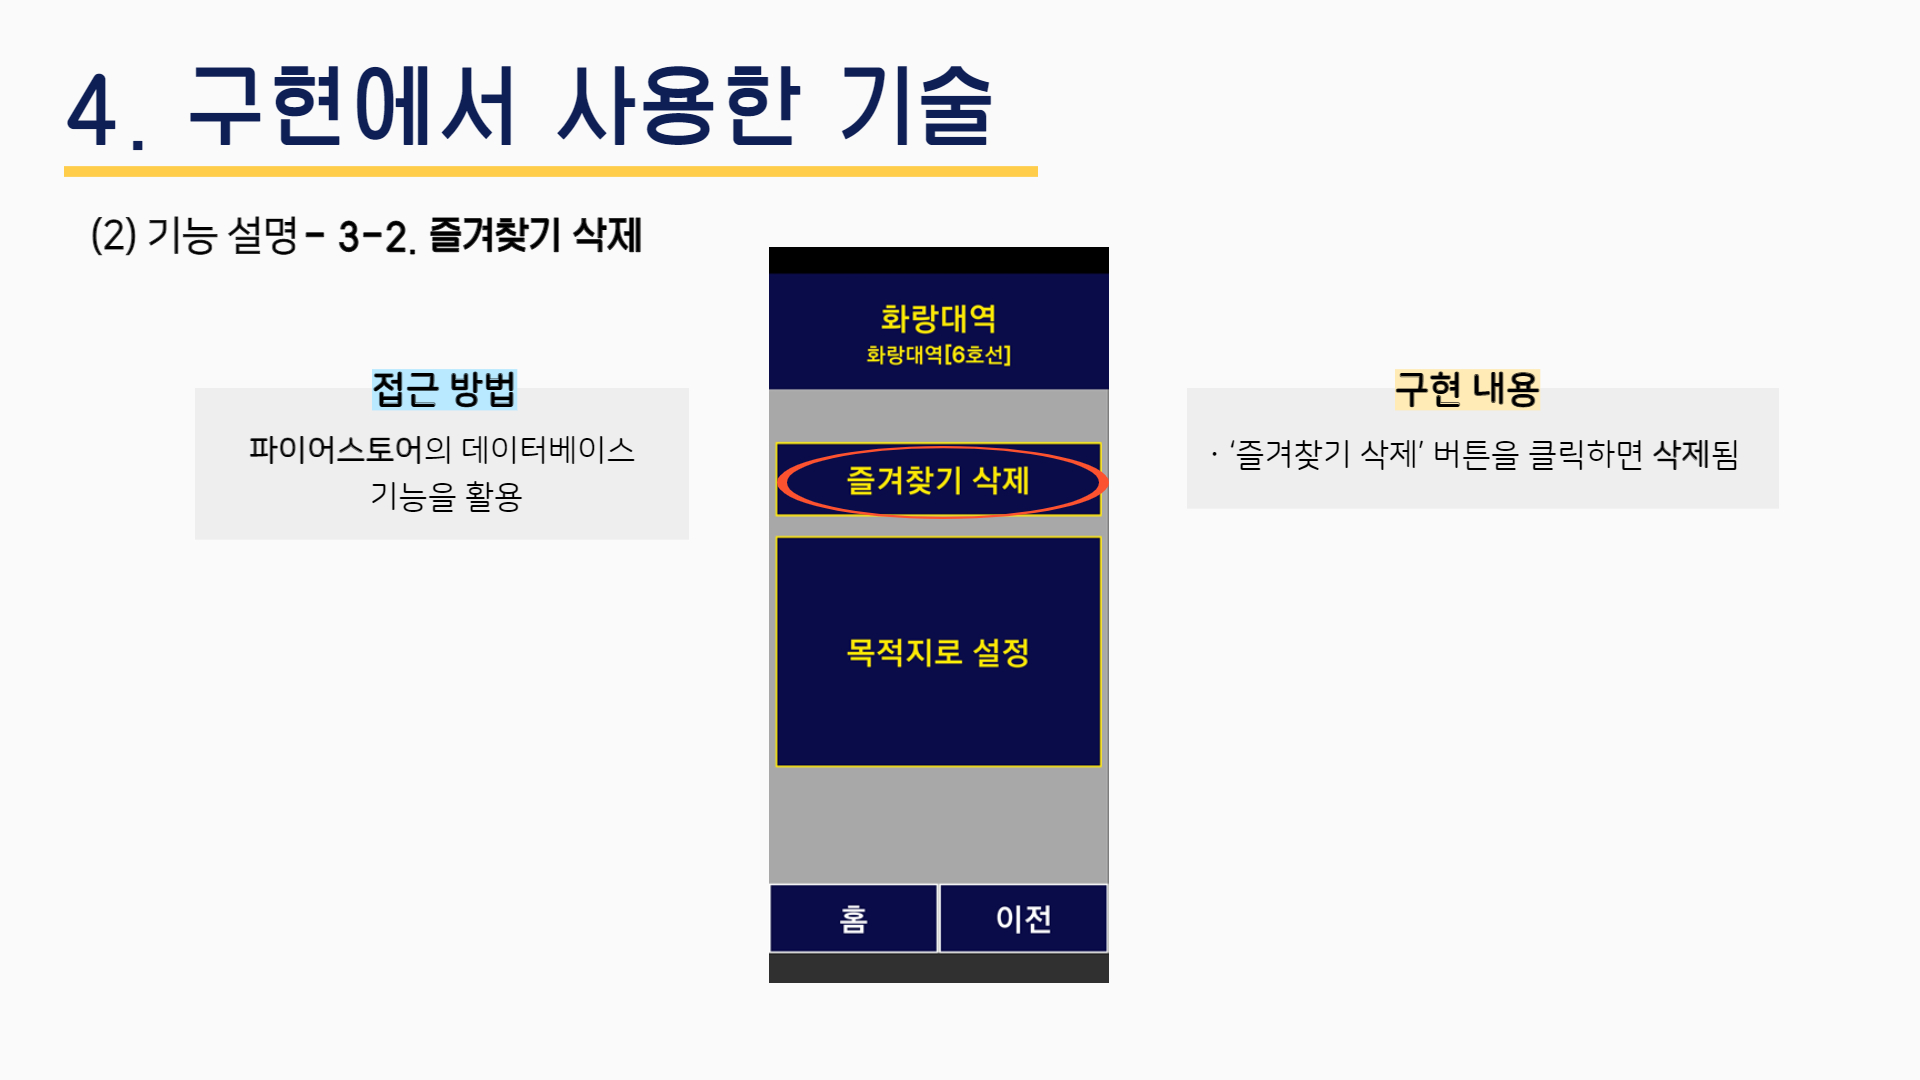 4. 구현에서 사용한 기술
(2) 기능 설명 - 3-2. 즐겨찾기 삭제
접근 방법
파이어스토어의 데이터베이스
기능을 활용
화랑대역
화랑대역[6호선]
즐겨찾기 삭제
목적지로 설정
홈
이전
구현 내용
· ‘즐겨찾기 삭제’ 버튼을 클릭하면 삭제됨